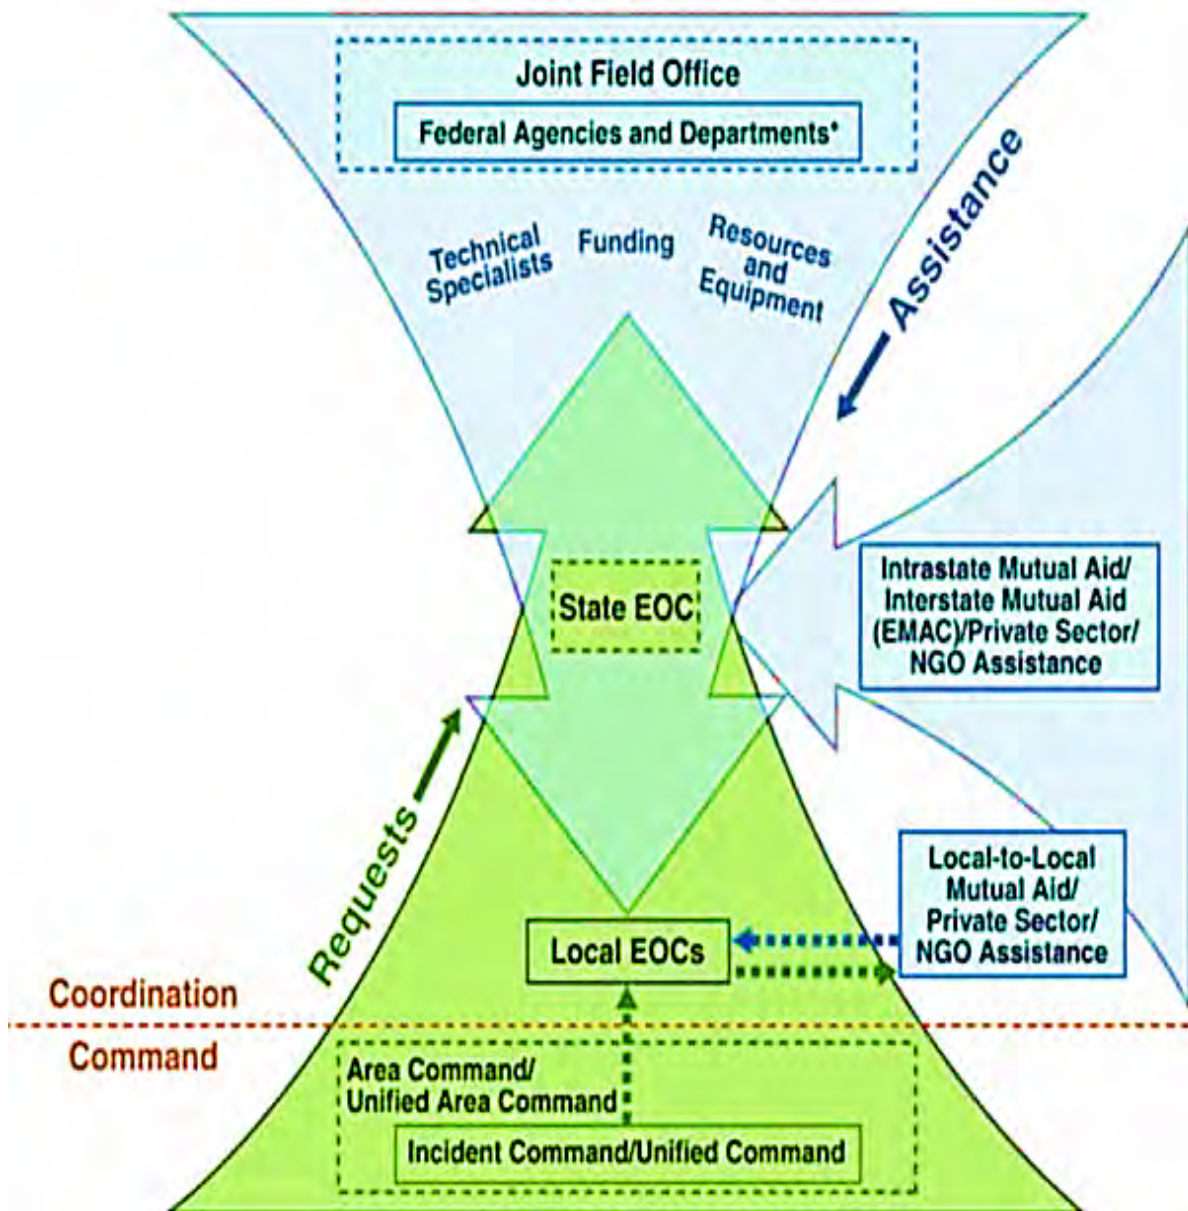 Joint Field Office
Federal Agencies and Departments*
Assistance
Technical
Specialists
Funding
Resources
and
Equipment
State EOC
Intrastate Mutual Aid/
Interstate Mutual Aid
(EMAC)/Private Sector/
NGO Assistance
Requests
Local-to-Local
Mutual Aid/
Private Sector/
NGO Assistance
Local EOCs
Coordination
Command
Area Command/
Unified Area Command
Incident Command/Unified Command